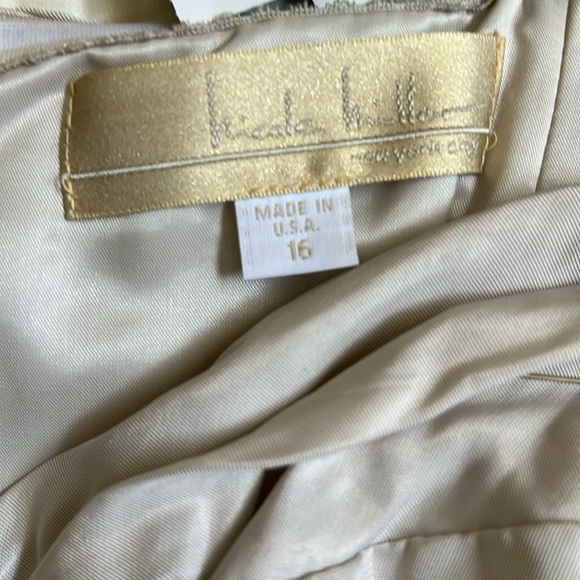 nicole miller
new york city
MADE IN
U.S.A.
16